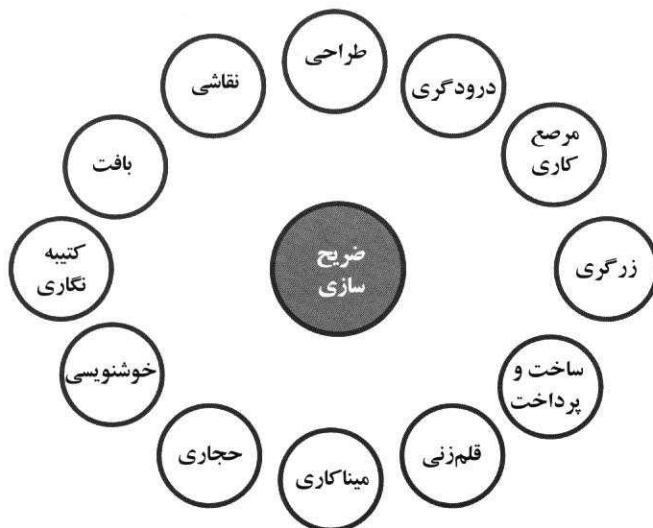 طراحی
درودگری
مرصع
کاری
زرگری
ساخت و
پرداخت
قلم‌زنی
میناکاری
حجاری
خوشنویسی
کتیبه
نگاری
بافت
نقاشی
ضریح
سازی